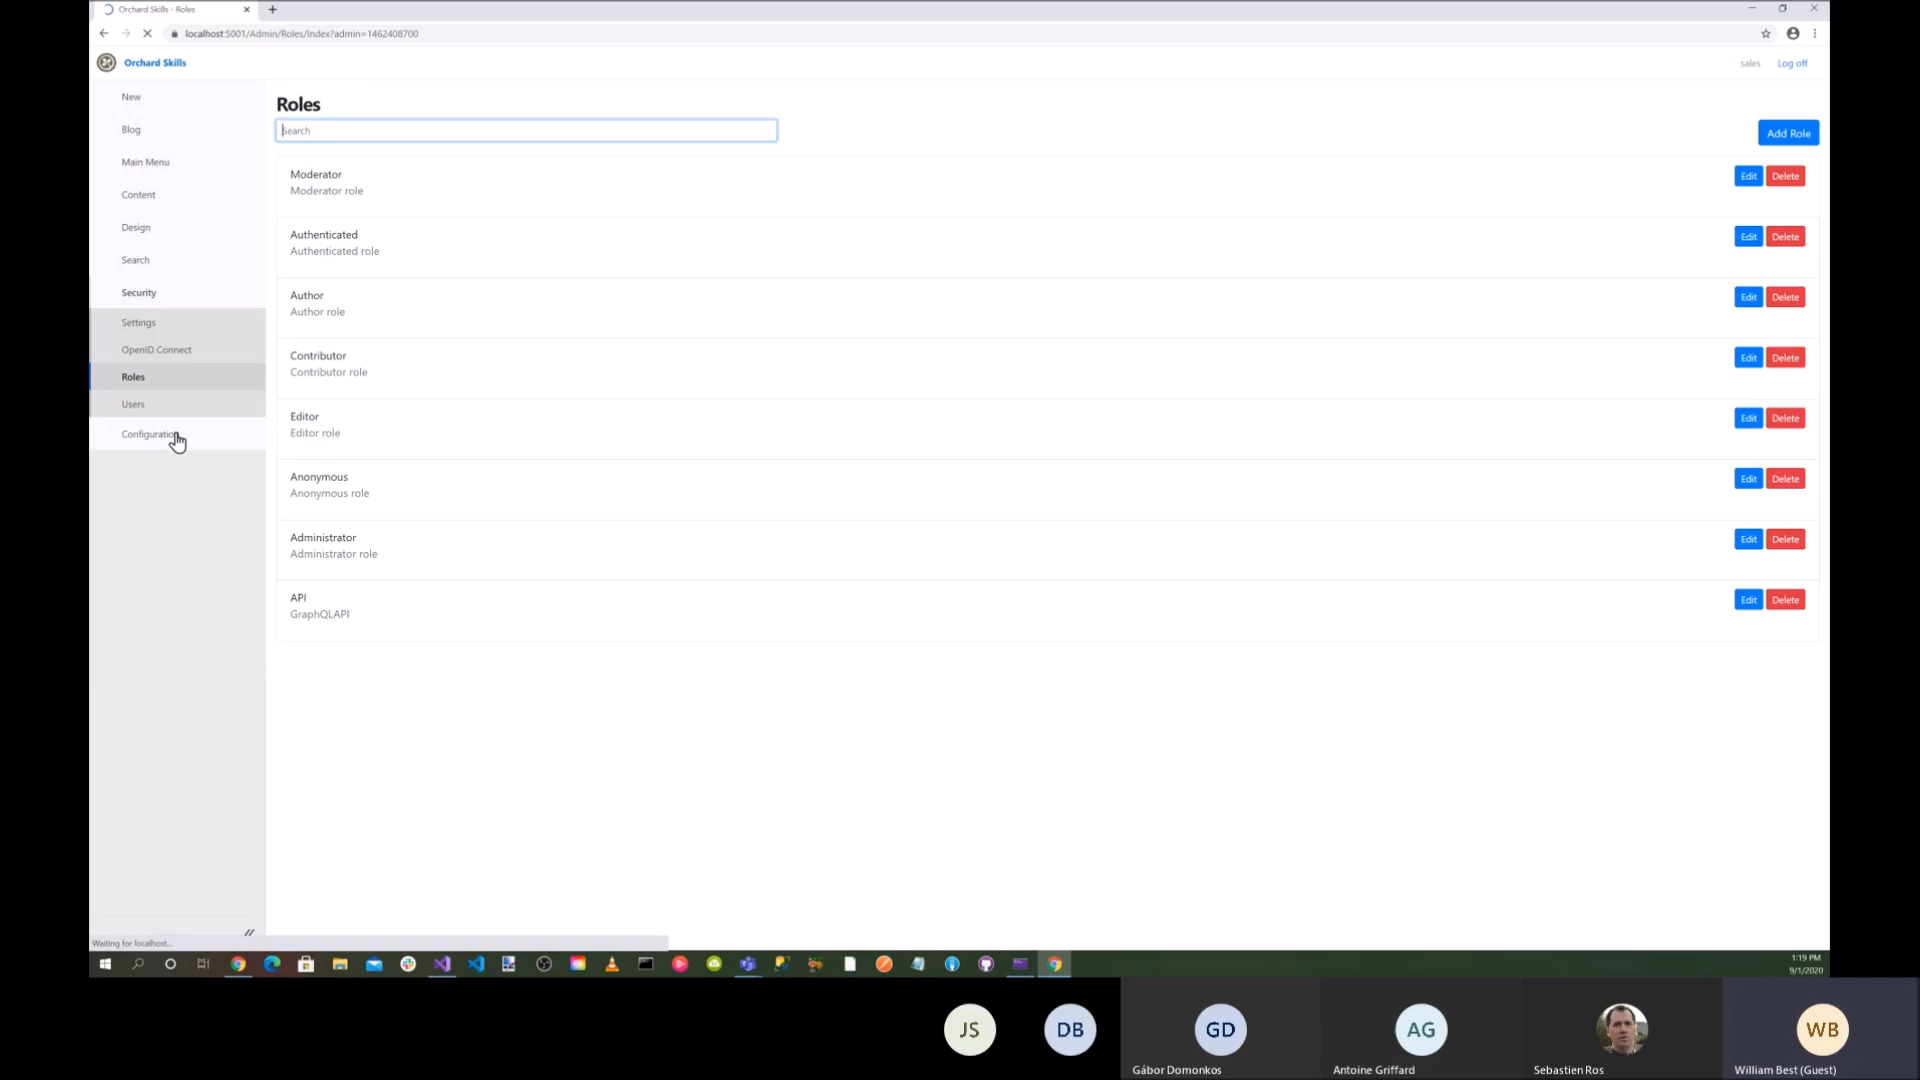 Orchard Skills - Roles
localhost:5001/Admin/Roles/Index?admin=1462408700
Orchard Skills
sales
Log off
New
Blog
Main Menu
Content
Design
Search
Security
Settings
OpenID Connect
Roles
Users
Configuration
Roles
Search
Add Role
Moderator
Moderator role
Edit Delete
Authenticated
Authenticated role
Edit Delete
Author
Author role
Edit Delete
Contributor
Contributor role
Edit Delete
Editor
Editor role
Edit Delete
Anonymous
Anonymous role
Edit Delete
Administrator
Administrator role
Edit Delete
API
GraphQLAPI
Edit Delete
Waiting for localhost...
1:19 PM
9/1/2020
JS
DB
GD
AG
WB
Gábor Domonkos
Antoine Griffard
Sebastien Ros
William Best (Guest)